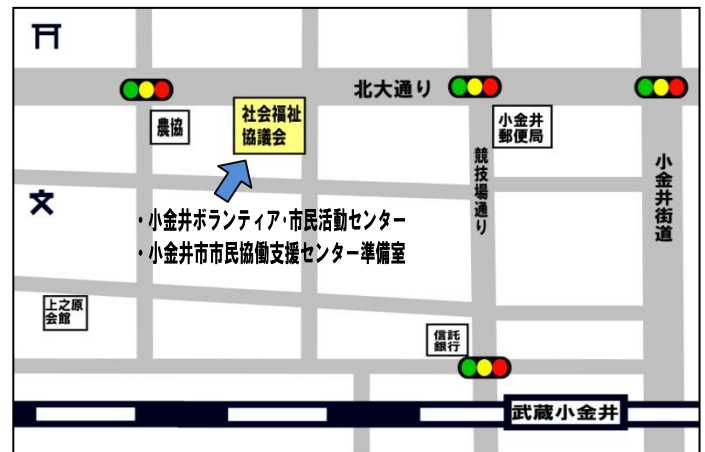 北大通り
農協
社会福祉
協議会
小金井
郵便局
競技場通り
小金井街道
・小金井ボランティア・市民活動センター
・小金井市市民協働支援センター準備室
上之原
会館
信託
銀行
武蔵小金井